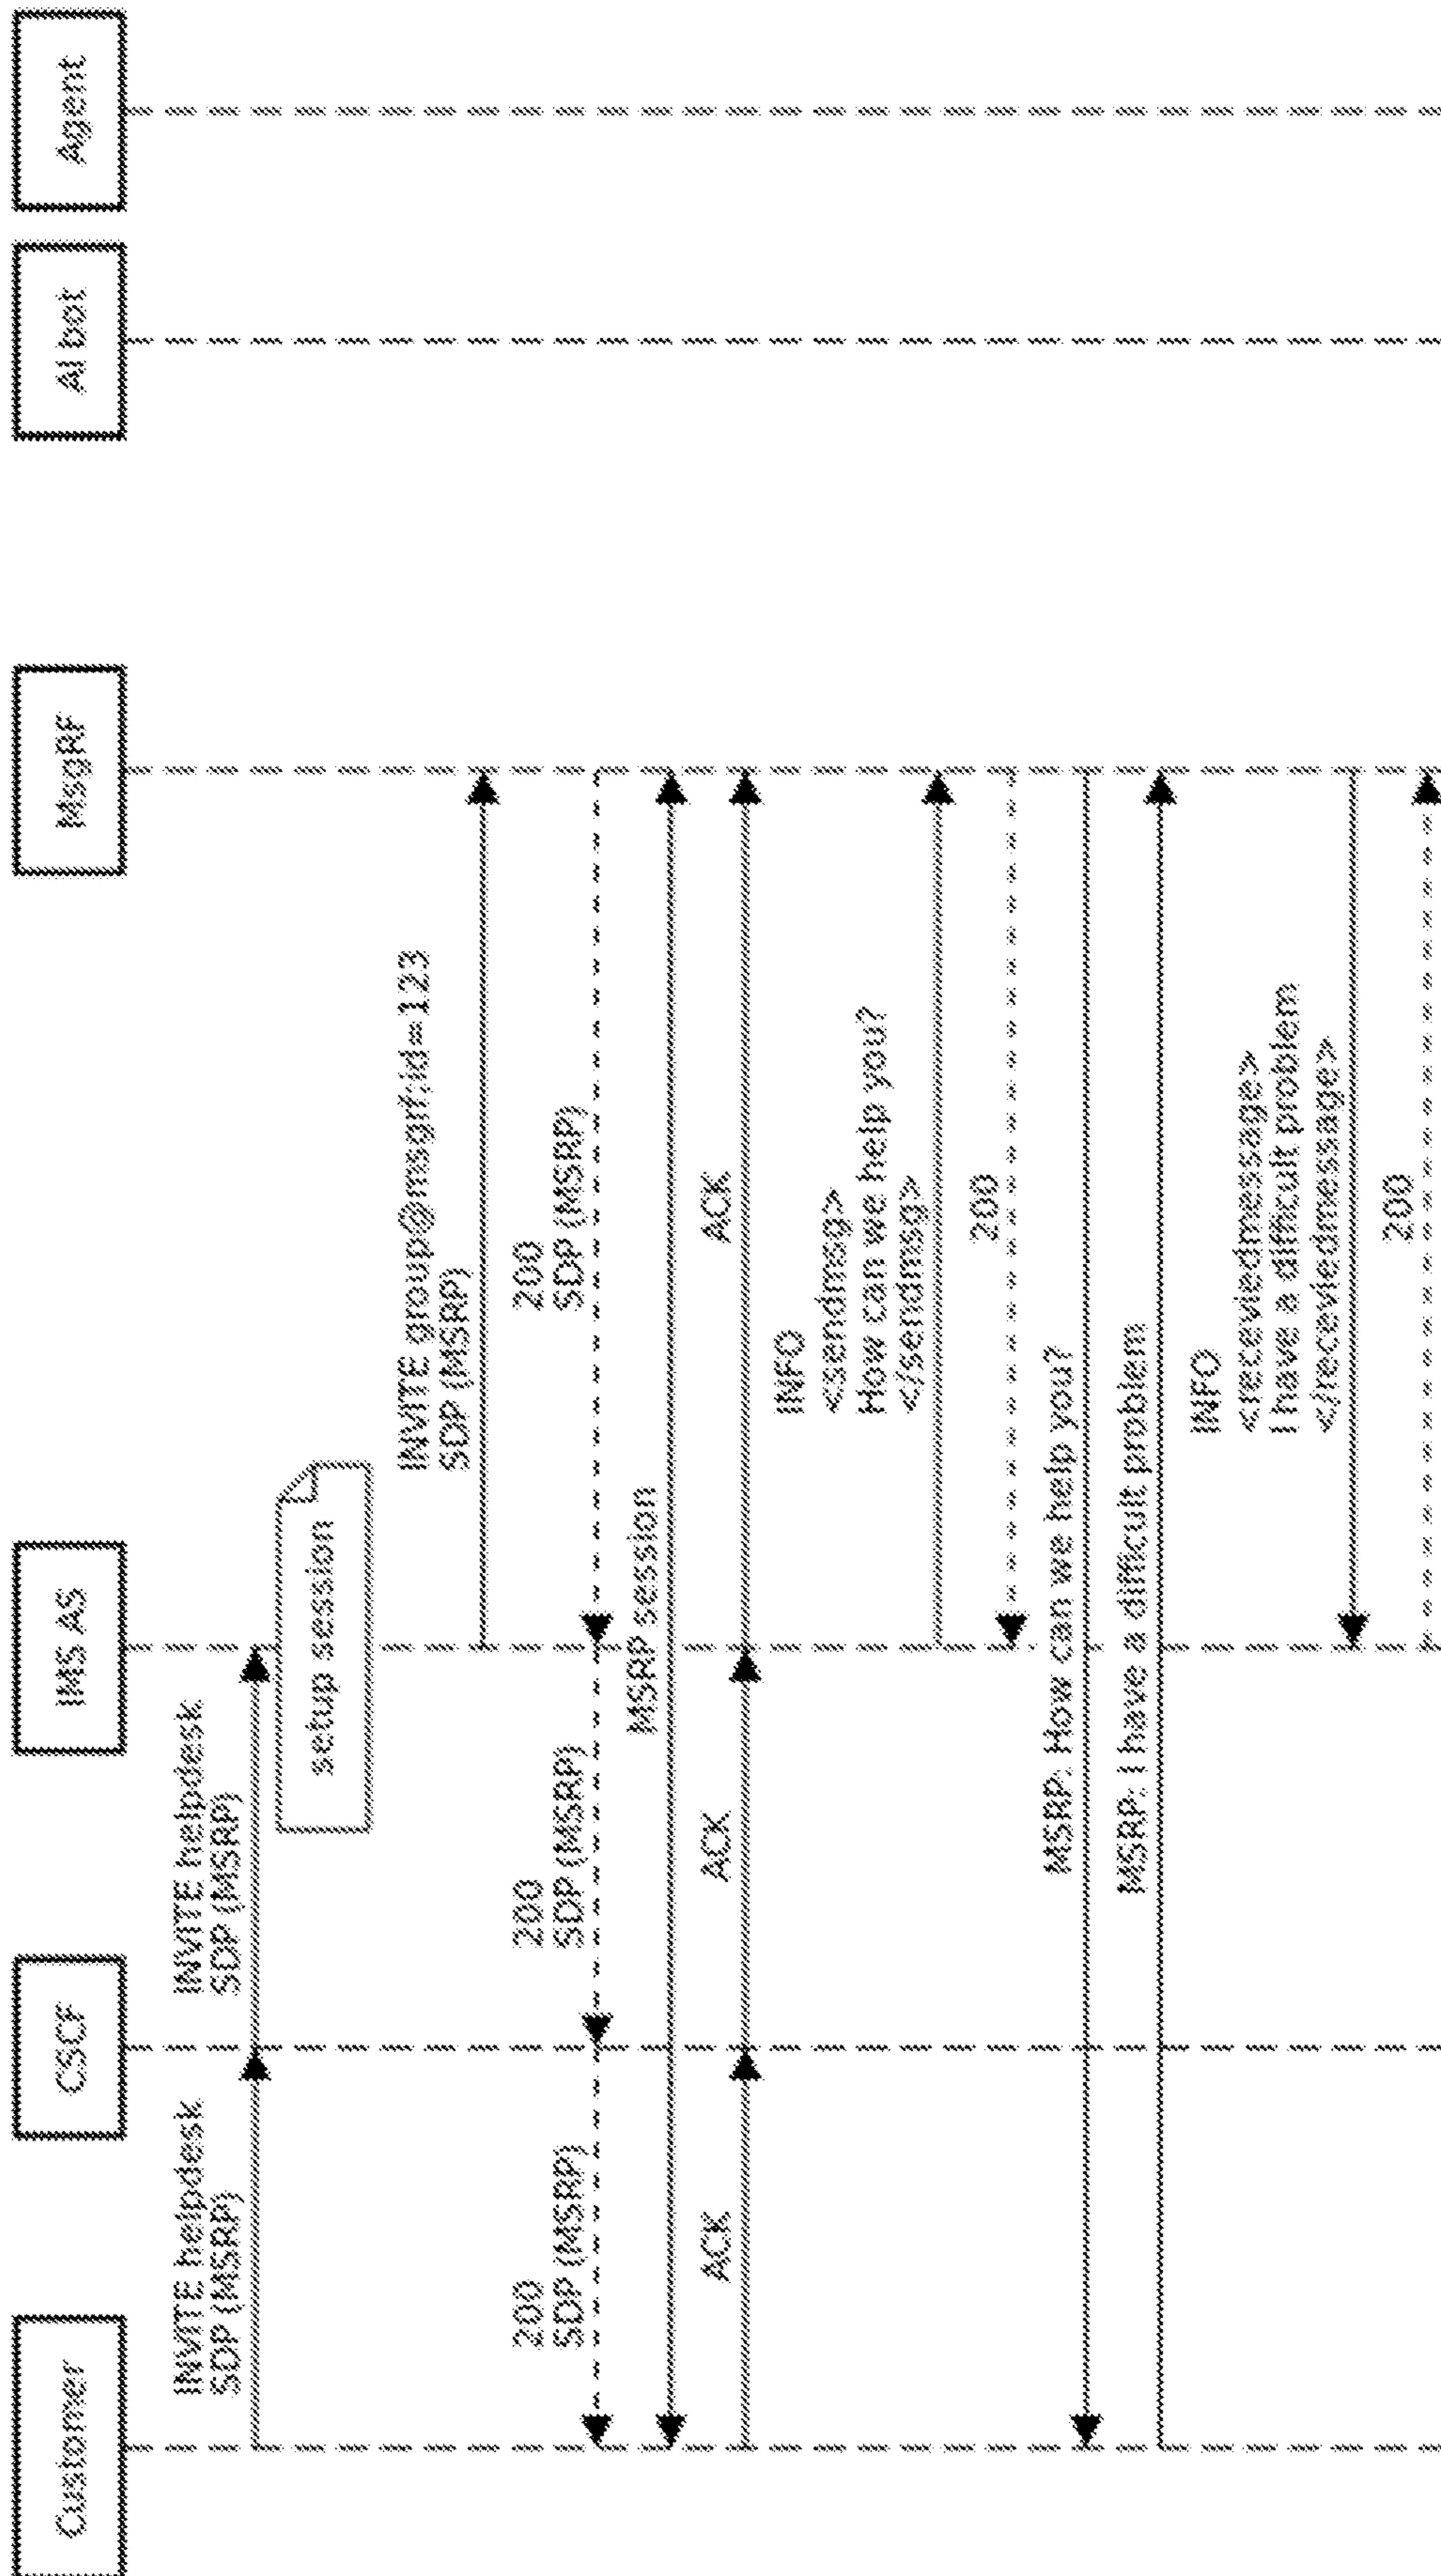 Customer
CSCF
IMS AS
MsgRF
AI bot
Agent
INVITE helpdesk
SDP (MSRP)
INVITE helpdesk
SDP (MSRP)
setup session
INVITE group@msgrf;id=123
SDP (MSRP)
200
SDP (MSRP)
200
SDP (MSRP)
200
SDP (MSRP)
MSRP session
ACK
ACK
ACK
INFO
<sendmsg>
How can we help you?
</sendmsg>
200
MSRP: How can we help you?
MSRP: I have a difficult problem
INFO
<receviedmessage>
I have a difficult problem
</receviedmessage>
200